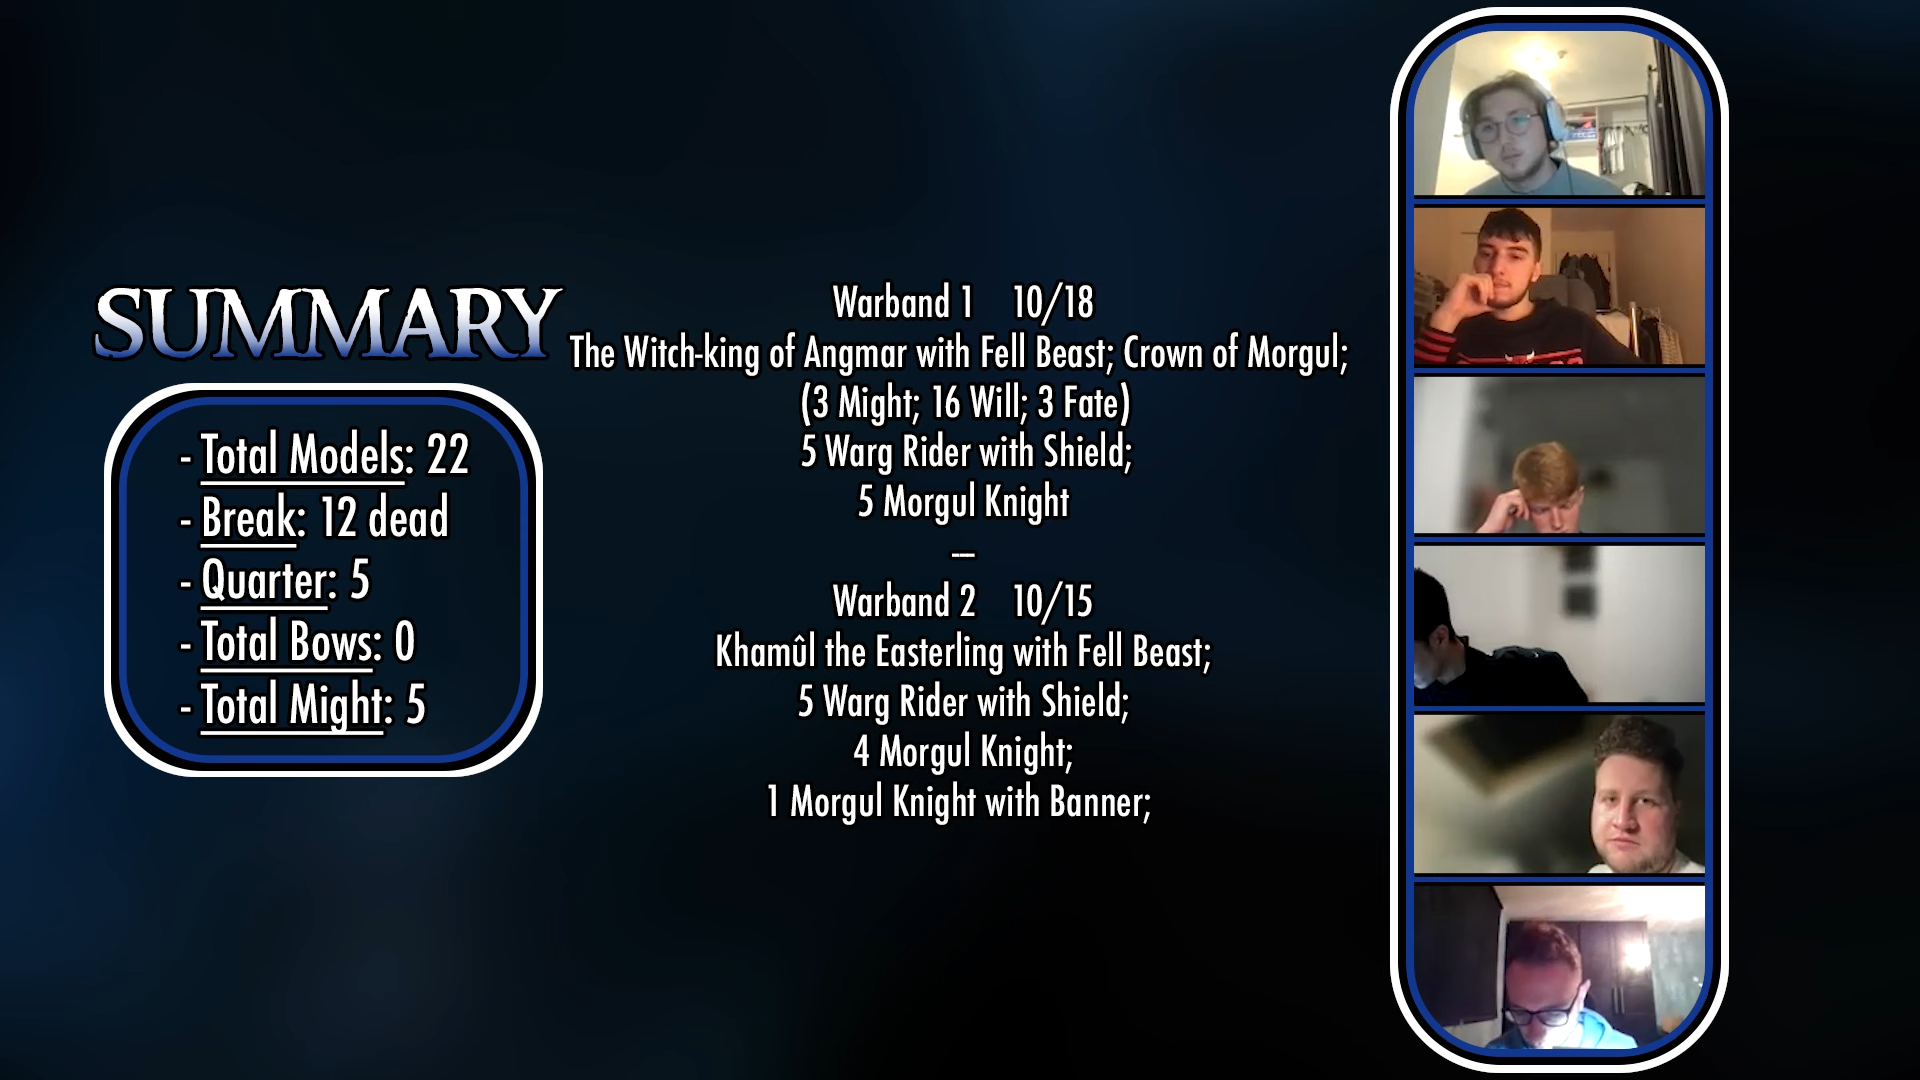 SUMMARY
- Total Models: 22
- Break: 12 dead
- Quarter: 5
- Total Bows: 0
- Total Might: 5
Warband 1 10/18
The Witch-king of Angmar with Fell Beast; Crown of Morgul;
(3 Might; 16 Will; 3 Fate)
5 Warg Rider with Shield;
5 Morgul Knight
—
Warband 2 10/15
Khamûl the Easterling with Fell Beast;
5 Warg Rider with Shield;
4 Morgul Knight;
1 Morgul Knight with Banner;